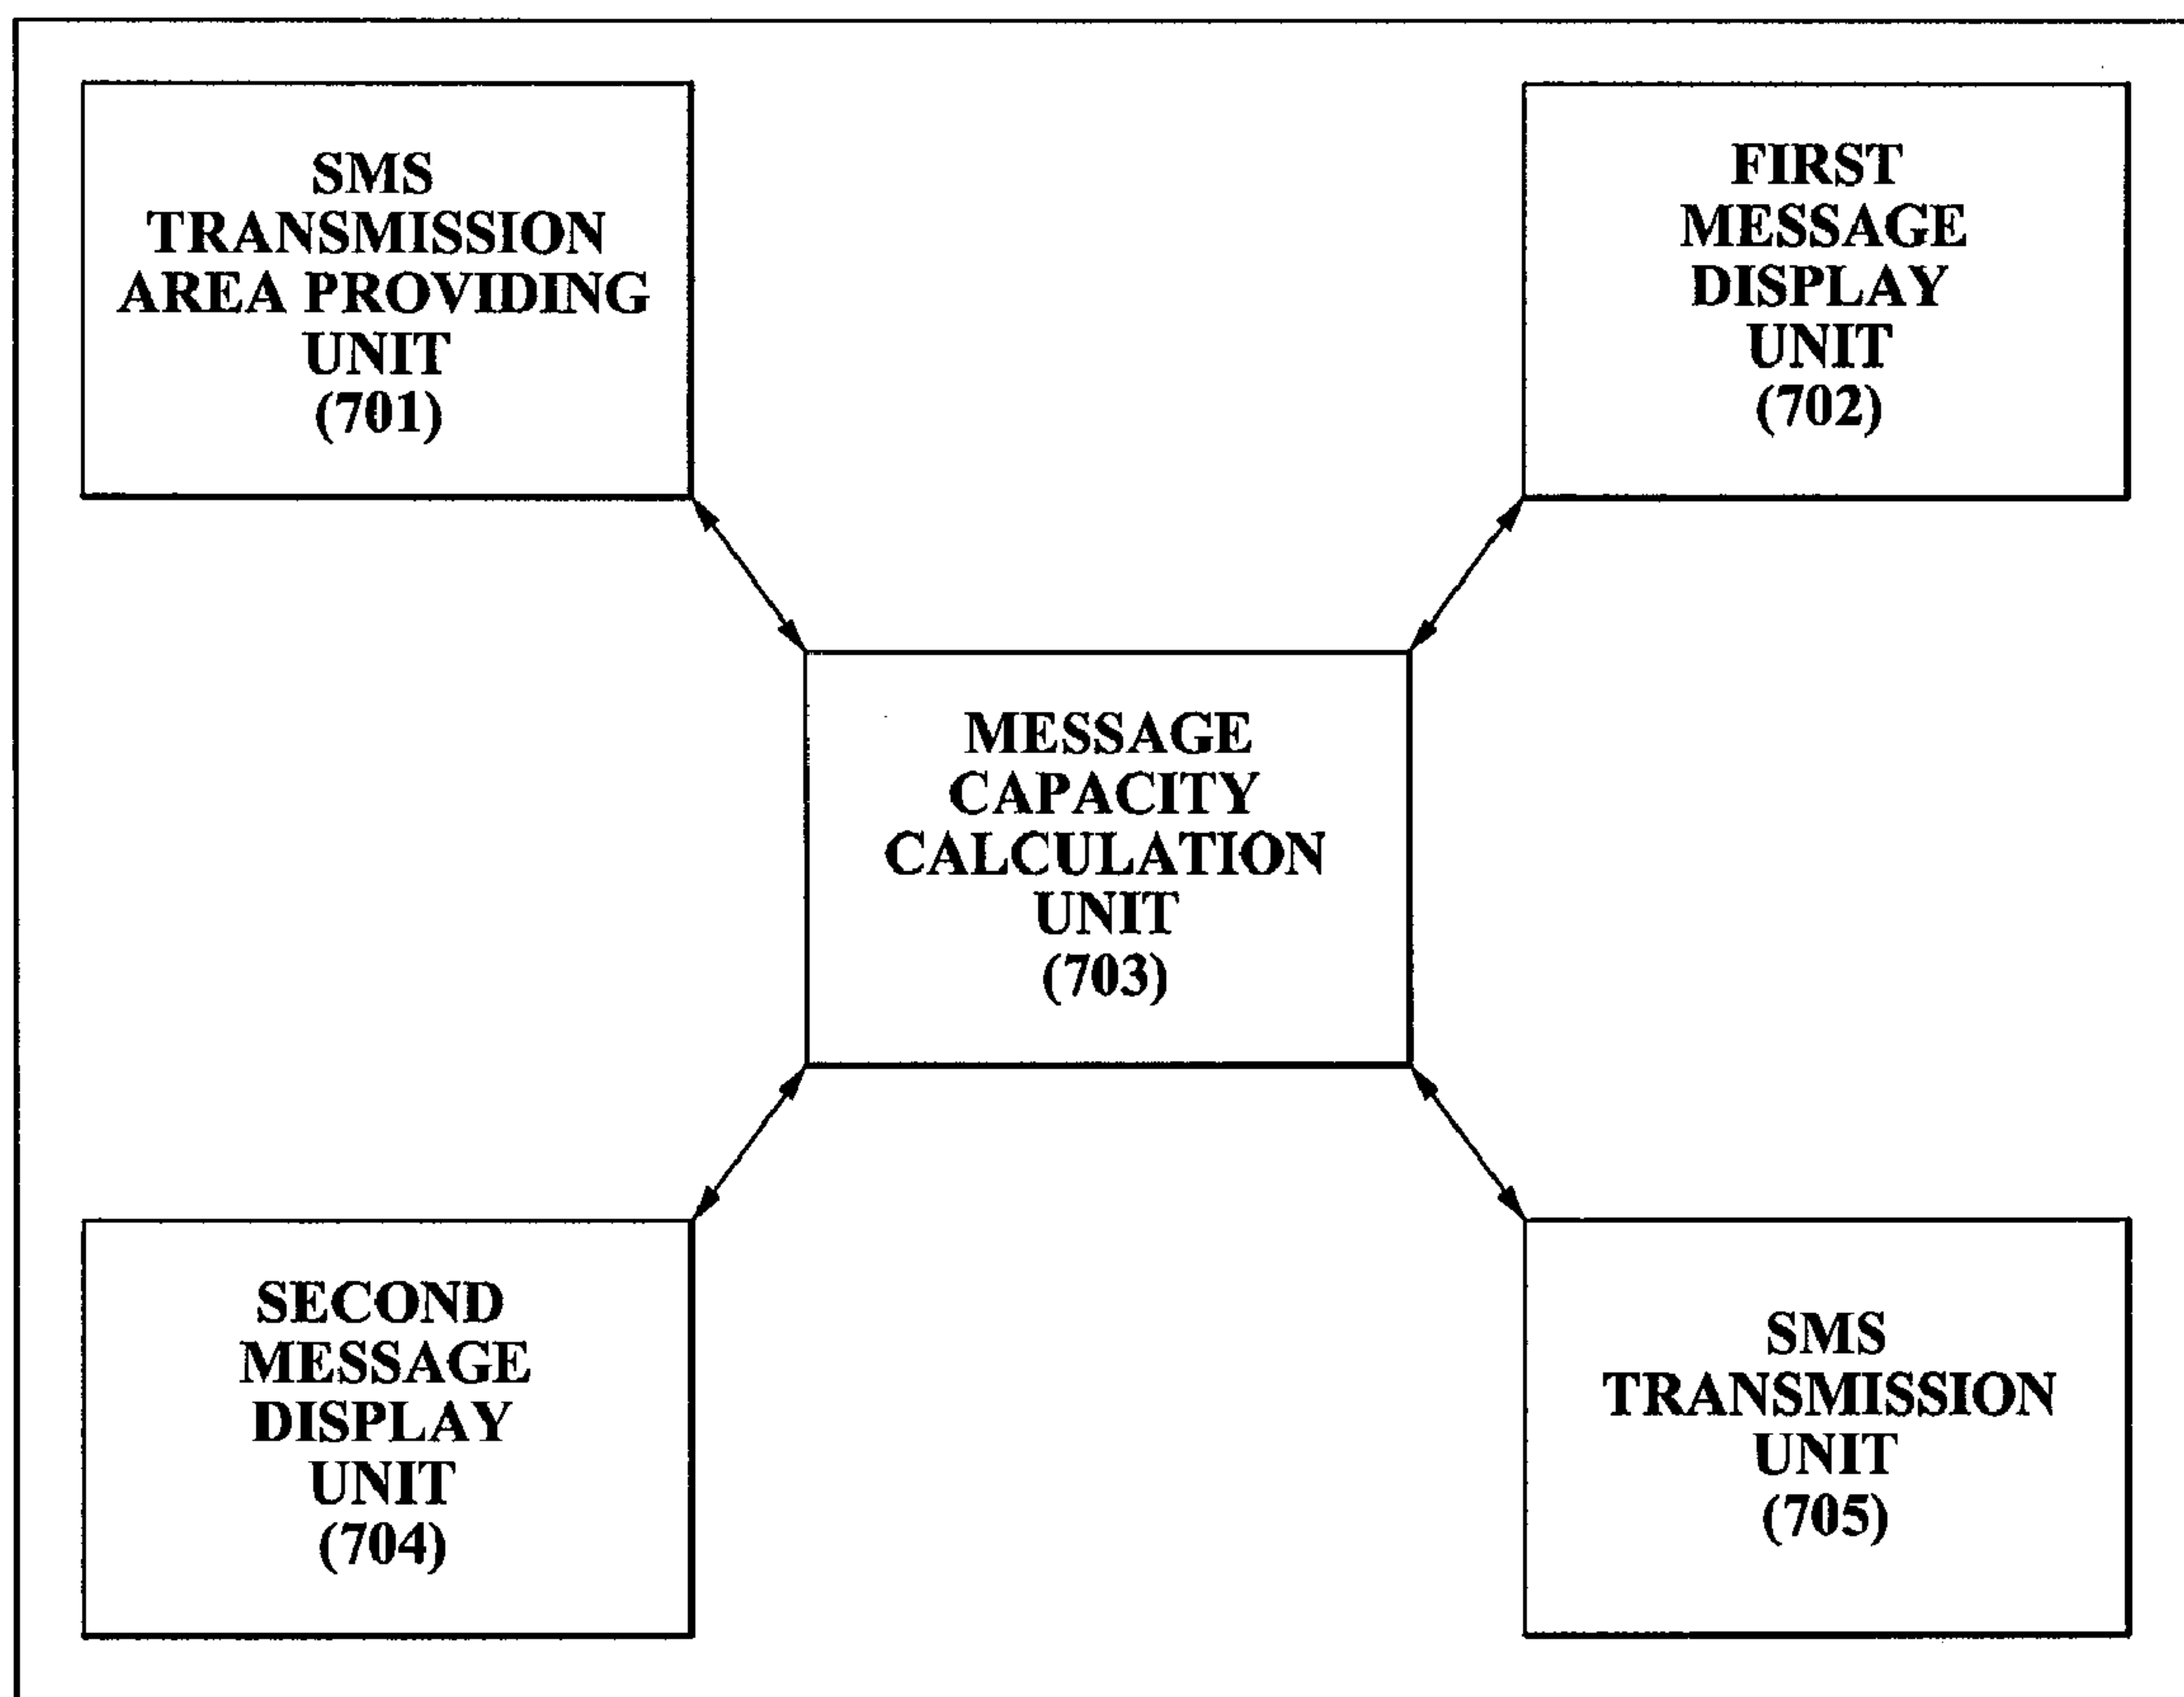 SMS
TRANSMISSION
AREA PROVIDING
UNIT
(701)
FIRST
MESSAGE
DISPLAY
UNIT
(702)
MESSAGE
CAPACITY
CALCULATION
UNIT
(703)
SECOND
MESSAGE
DISPLAY
UNIT
(704)
SMS
TRANSMISSION
UNIT
(705)